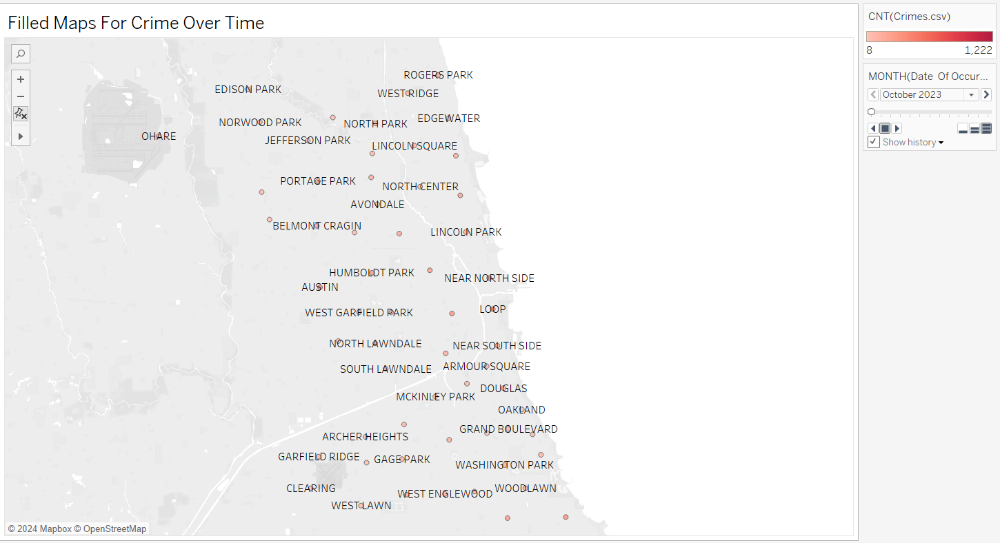 Filled Maps For Crime Over Time
ROGERS PARK
EDISON PARK
WEST RIDGE
EDGEWATER
NORWOOD PARK
NORTH PARK
OHARE
JEFFERSON PARK
LINCOLN SQUARE
PORTAGE PARK
NORTH CENTER
AVONDALE
BELMONT CRAGIN
LINCOLN PARK
HUMBOLDT PARK
NEAR NORTH SIDE
AUSTIN
LOOP
WEST GARFIELD PARK
NORTH LAWNDALE
NEAR SOUTH SIDE
ARMOUR SQUARE
SOUTH LAWNDALE
DOUGLAS
MCKINLEY PARK
OAKLAND
GRAND BOULEVARD
ARCHER HEIGHTS
GARFIELD RIDGE
GAGE PARK
WASHINGTON PARK
CLEARING
WOODLAWN
WEST ENGLEWOOD
WEST LAWN
© 2024 Mapbox © OpenStreetMap
CNT(Crimes.csv)
8 1,222
MONTH(Date Of Occur...
October 2023
Show history